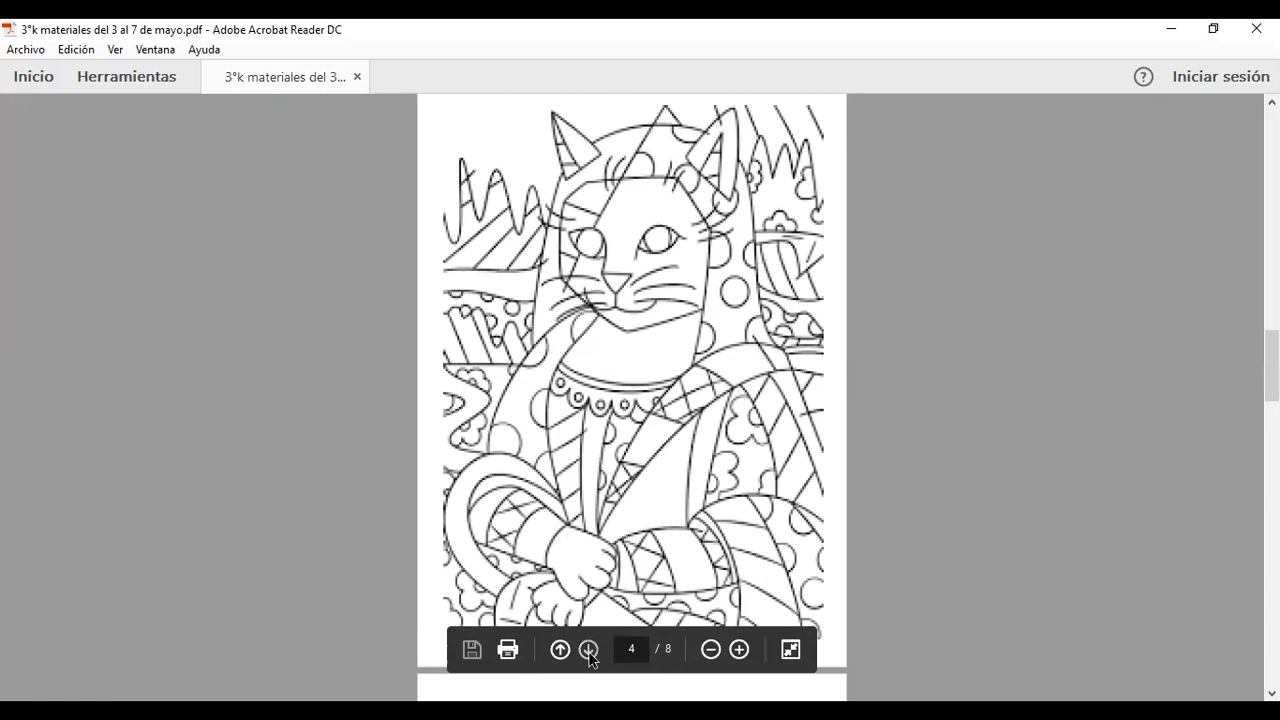 3°k materiales del 3 al 7 de mayo.pdf - Adobe Acrobat Reader DC
Archivo Edición Ver Ventana Ayuda
Inicio Herramientas 3°k materiales del 3... × ? Iniciar sesión
4 / 8